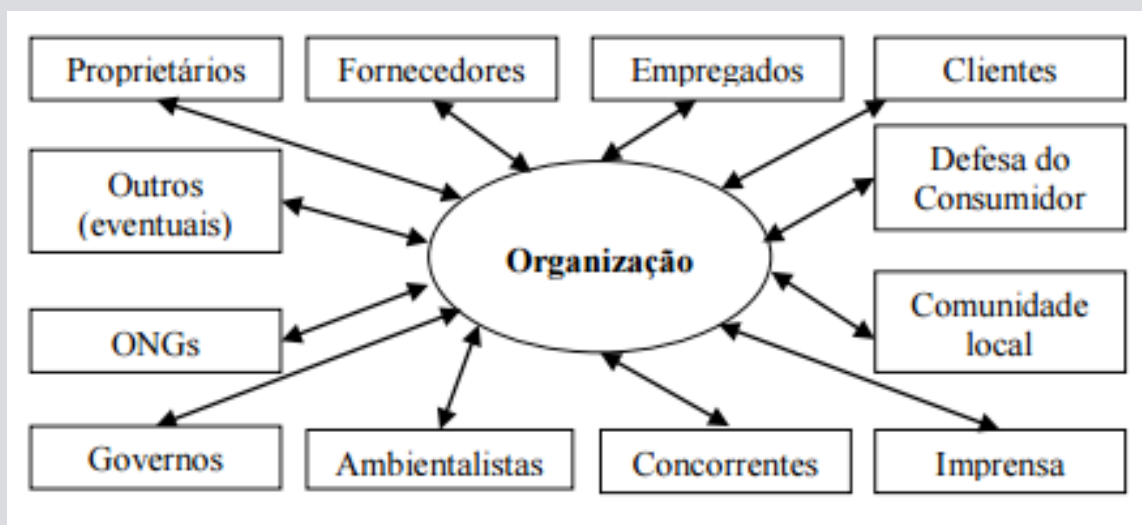 Proprietários
Fornecedores
Empregados
Clientes
Outros
(eventuais)
Defesa do
Consumidor
Organização
ONGs
Comunidade
local
Governos
Ambientalistas
Concorrentes
Imprensa